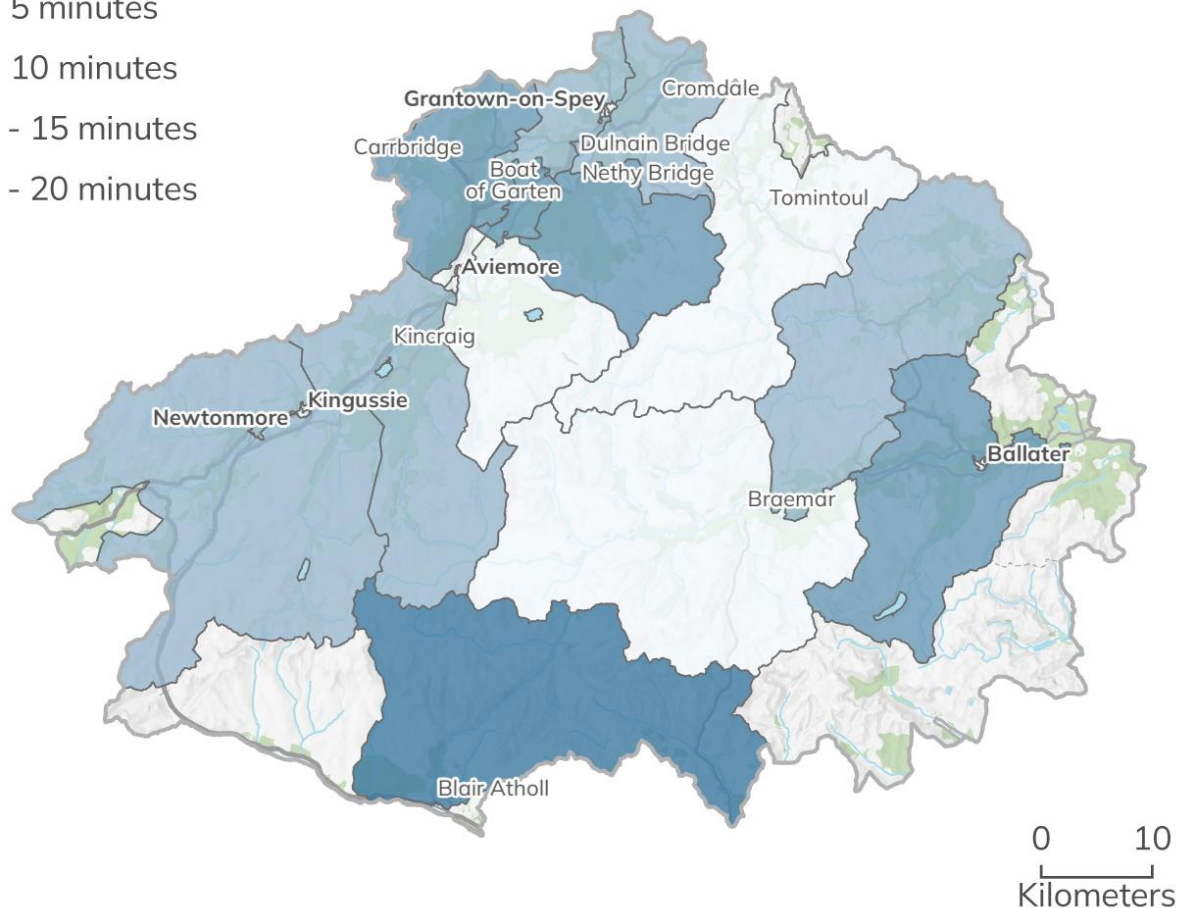 5 minutes
10 minutes
- 15 minutes
- 20 minutes
Cromdale
Grantown-on-Spey
Carrbridge
Dulnain Bridge
Boat
of Garten
Nethy Bridge
Tomintoul
Aviemore
Kincraig
Kingussie
Newtonmore
Ballater
Braemar
Blair Atholl
0 10
Kilometers